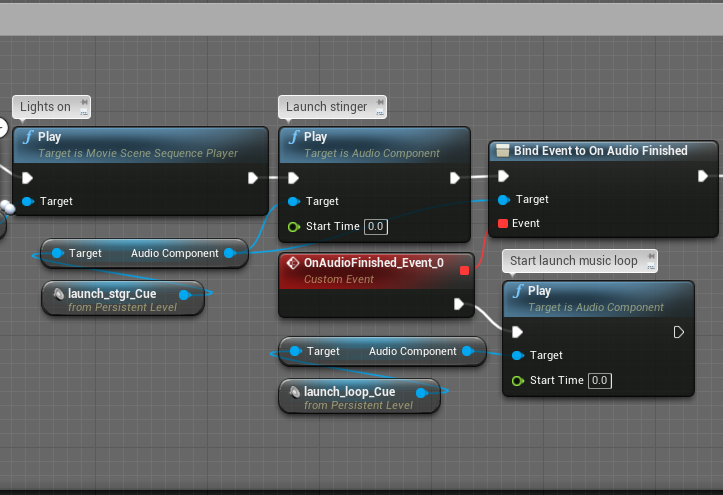 Lights on
Play
Target is Movie Scene Sequence Player
Target
Launch stinger
Play
Target is Audio Component
Target
Start Time 0.0
Bind Event to On Audio Finished
Target
Event
Target Audio Component
launch_stgr_Cue
from Persistent Level
OnAudioFinished_Event_0
Custom Event
Start launch music loop
Play
Target is Audio Component
Target
Start Time 0.0
Target Audio Component
launch_loop_Cue
from Persistent Level